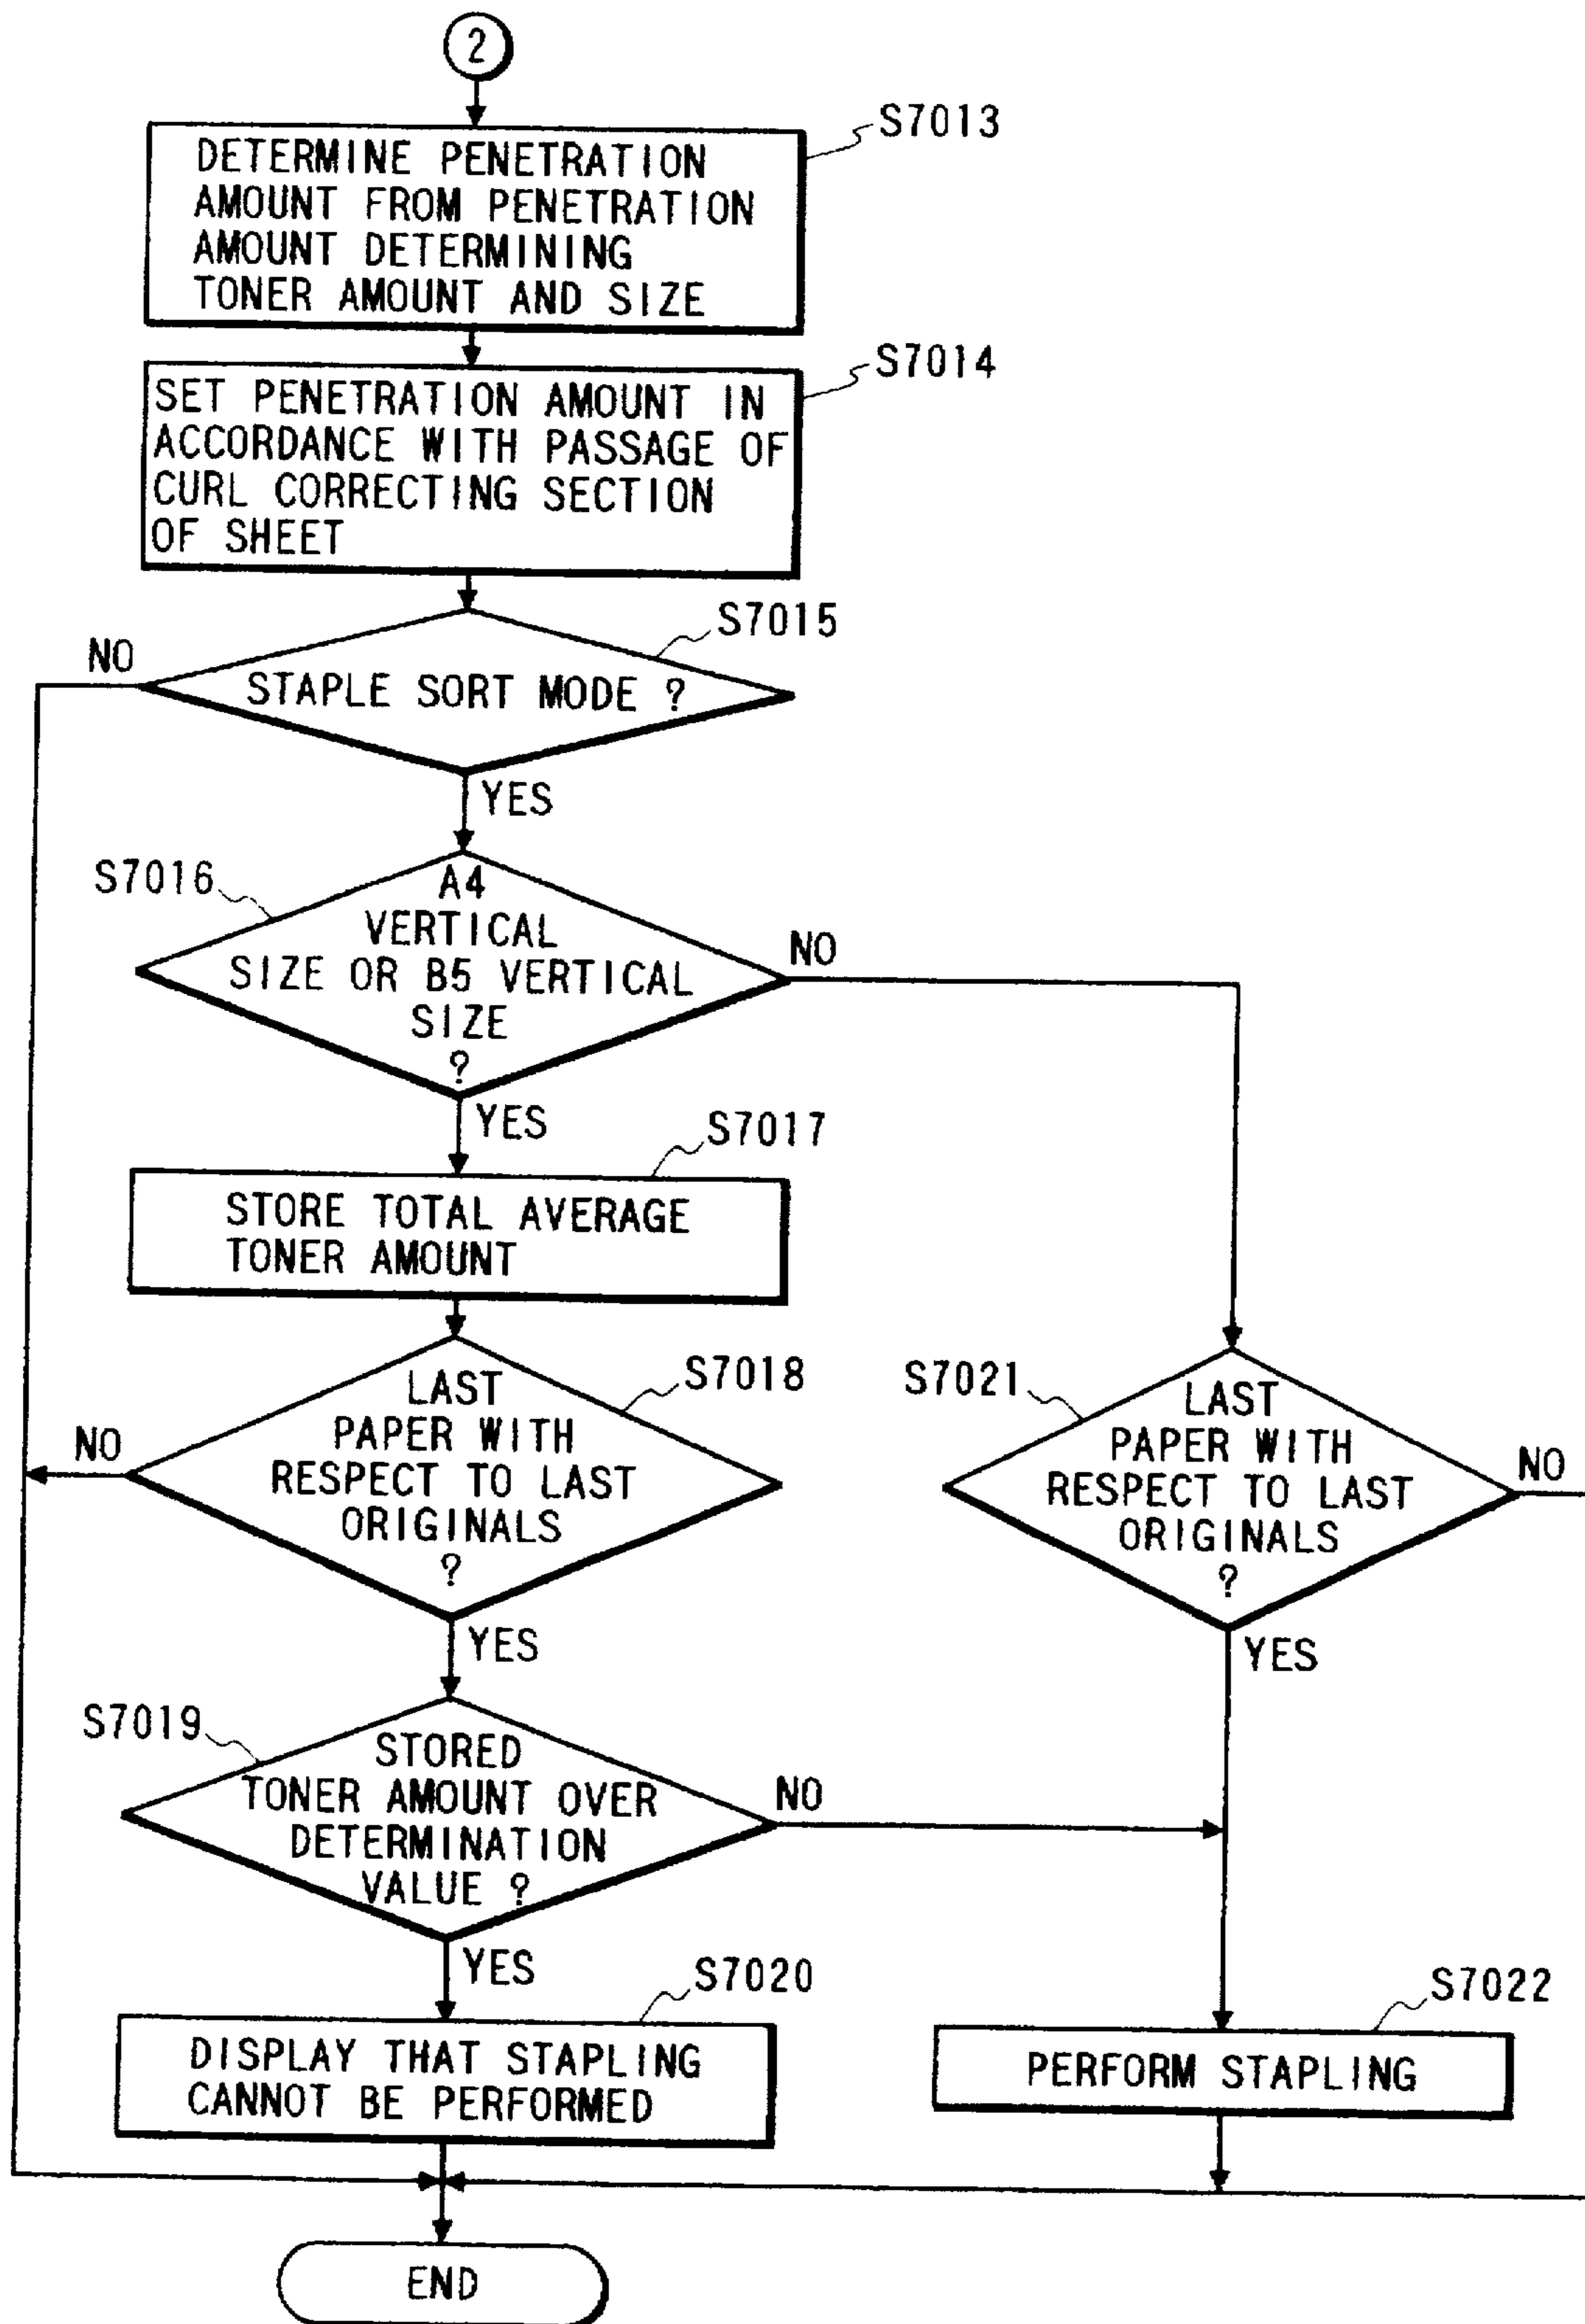 2
S7013
DETERMINE PENETRATION
AMOUNT FROM PENETRATION
AMOUNT DETERMINING
TONER AMOUNT AND SIZE
S7014
SET PENETRATION AMOUNT IN
ACCORDANCE WITH PASSAGE OF
CURL CORRECTING SECTION
OF SHEET
S7015
NO
STAPLE SORT MODE ?
YES
S7016
A4
VERTICAL
SIZE OR B5 VERTICAL
SIZE
?
NO
YES
S7017
STORE TOTAL AVERAGE
TONER AMOUNT
S7018
LAST
PAPER WITH
RESPECT TO LAST
ORIGINALS
?
NO
YES
S7021
LAST
PAPER WITH
RESPECT TO LAST
ORIGINALS
?
NO
YES
S7019
STORED
TONER AMOUNT OVER
DETERMINATION
VALUE ?
NO
YES
S7020
DISPLAY THAT STAPLING
CANNOT BE PERFORMED
S7022
PERFORM STAPLING
END